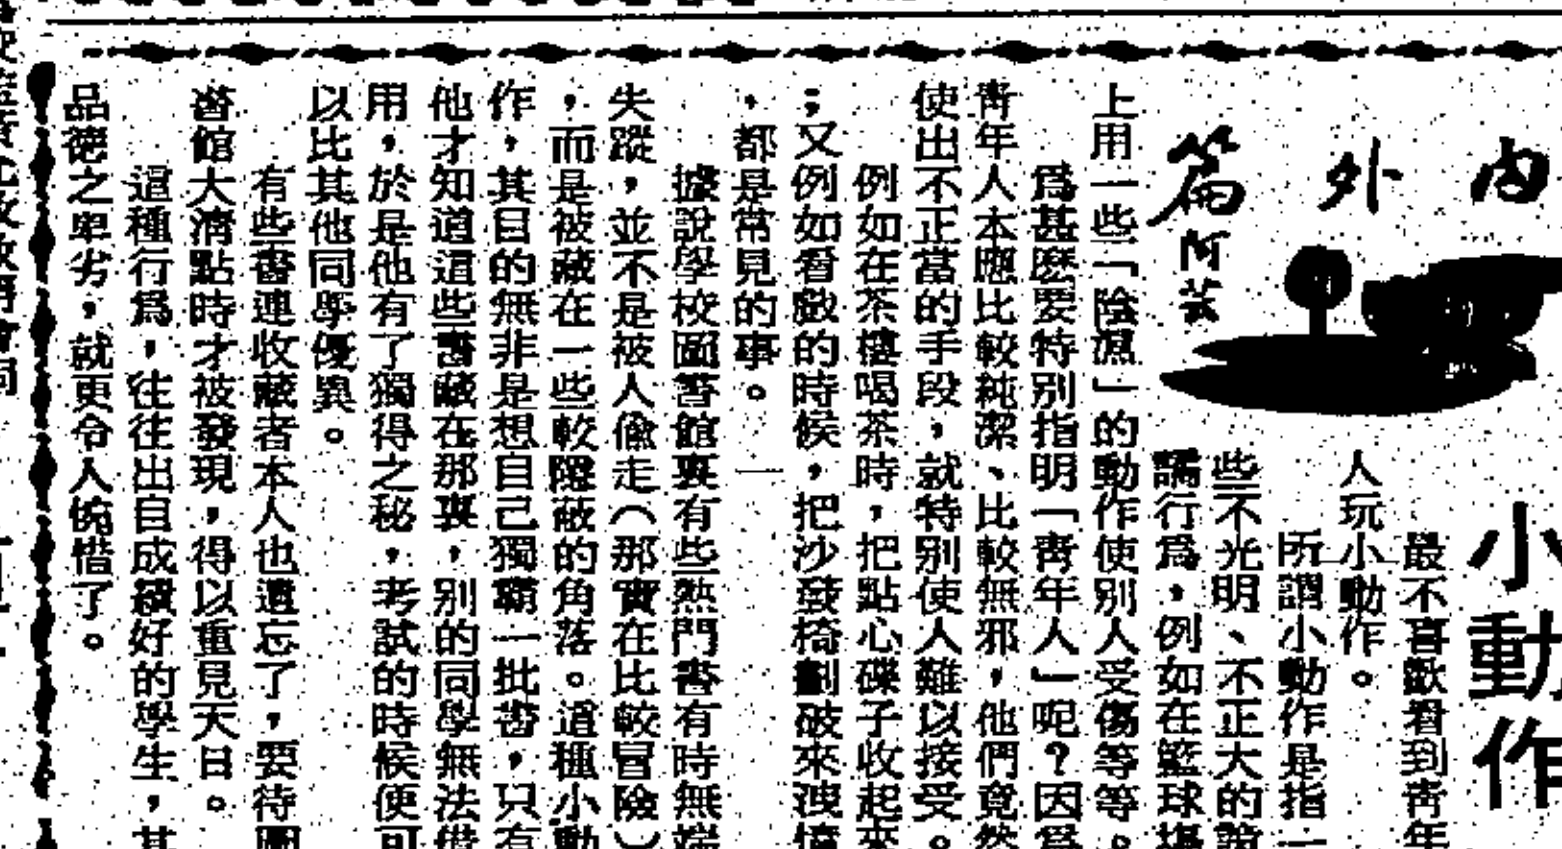 內外篇
阿芸
小動作
最不喜歡看到青年
人玩小動作。
所謂小動作是指一
些不光明、不正大的詭
譎行爲,例如在籃球塲
上用一些「陰濕」的動作使別人受傷等等。
爲甚麽要特別指明「青年人」呢?因爲
青年人本應比較純潔、比較無邪,他們竟然
使出不正當的手段,就特別使人難以接受。
例如在茶樓喝茶時,把點心碟子收起來
;又例如看戲的時候,把沙發椅劃破來洩憤
,都是常見的事。
據說學校圖書館裏有些熱門書有時無端
失蹤,並不是被人偸走(那實在比較冒險)
,而是被藏在一些較隱蔽的角落。這種小動
作,其目的無非是想自己獨霸一批書,只有
他才知道這些書藏在那裏,別的同學無法借
用,於是他有了獨得之秘,考試的時候便可
以比其他同學優異。
有些書連收藏者本人也遺忘了,要待圖
書館大淸點時才被發現,得以重見天日。
這種行爲,往往出自成績好的學生,其
品德之卑劣,就更令人惋惜了。